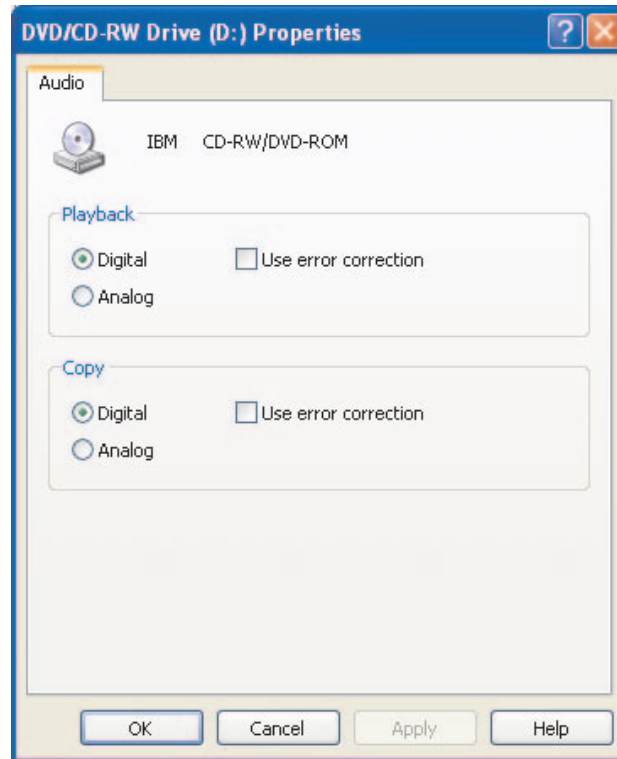 DVD/CD-RW Drive (D:) Properties
Audio
IBM CD-RW/DVD-ROM
Playback
Digital Use error correction
Analog
Copy
Digital Use error correction
Analog
OK Cancel Apply Help